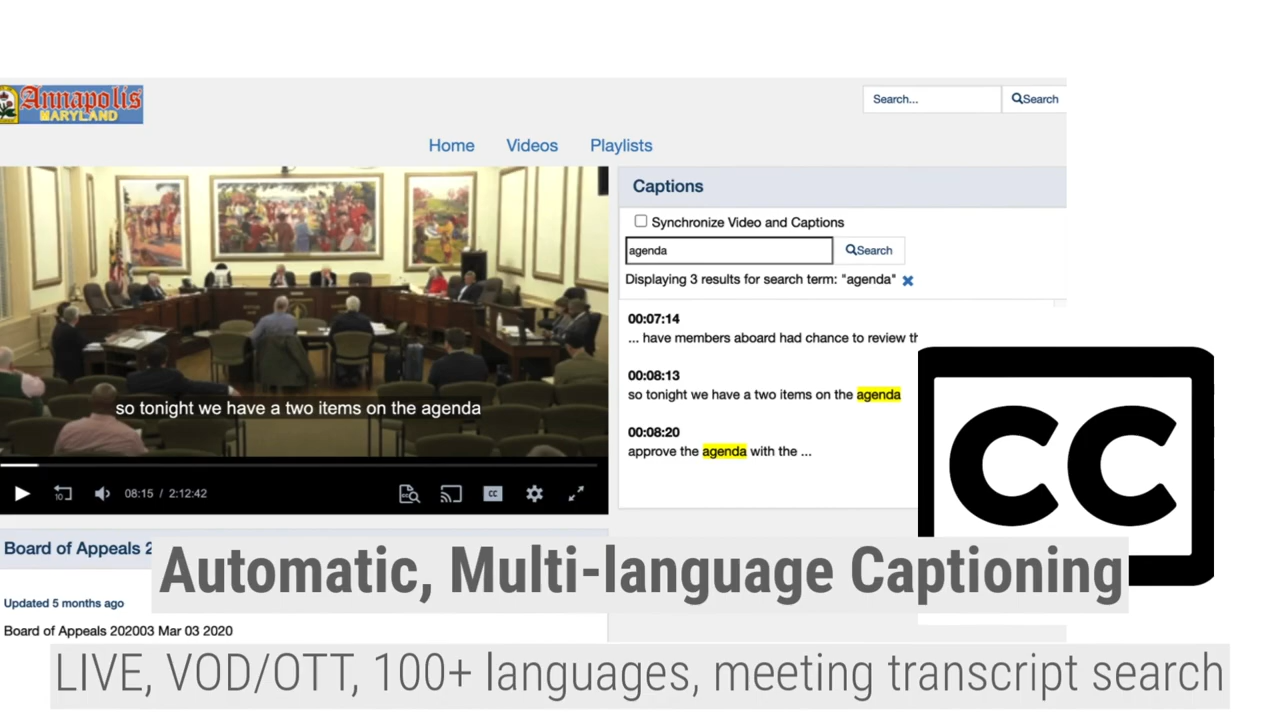 Annapolis
MARYLAND
Search...
Search
Home
Videos
Playlists
Captions
Synchronize Video and Captions
agenda
Search
Displaying 3 results for search term: "agenda"
00:07:14
... have members aboard had chance to review th
00:08:13
so tonight we have a two items on the agenda
00:08:20
approve the agenda with the ...
so tonight we have a two items on the agenda
10
08:15 / 2:12:42
CC
CC
CC
Board of Appeals 2
Automatic, Multi-language Captioning
Updated 5 months ago
Board of Appeals 202003 Mar 03 2020
LIVE, VOD/OTT, 100+ languages, meeting transcript search